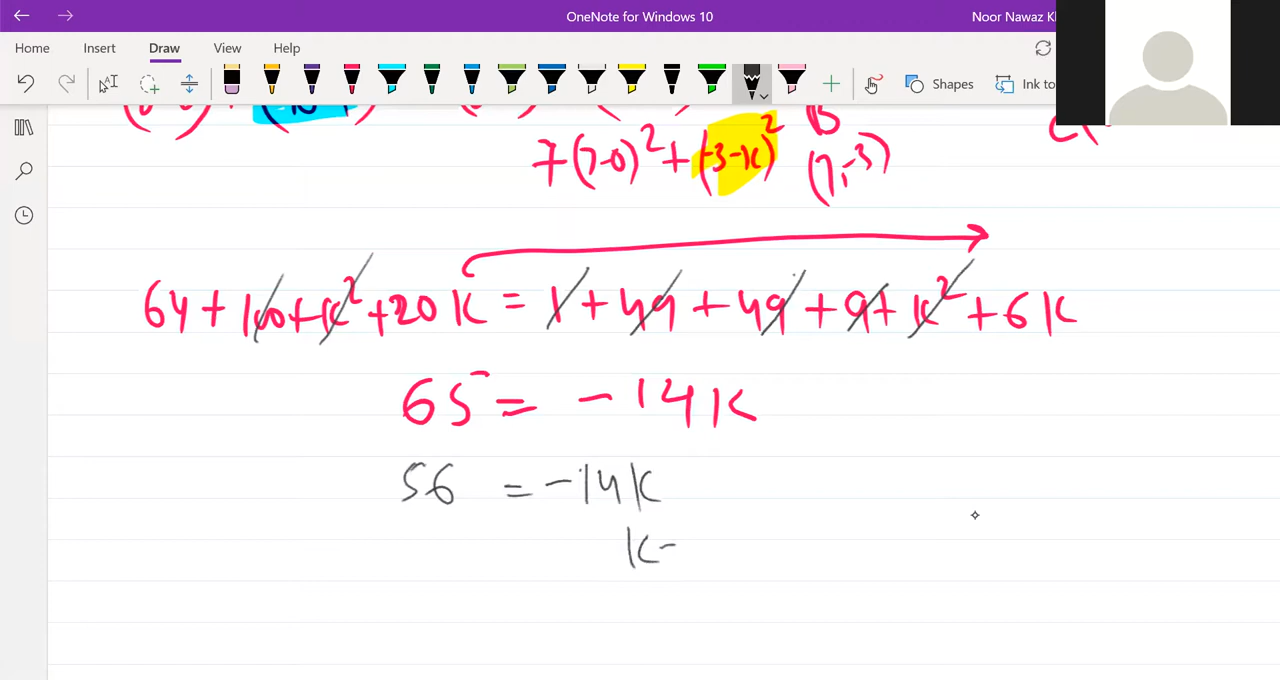 OneNote for Windows 10
Noor Nawaz Kh
Home Insert Draw View Help
Shapes Ink to
7(7-0)²+(-3-k)²
B
(7,-3)
64+100+k²+20k=1+49+49+9+k²+6k
65=-14k
56=-14k
k=